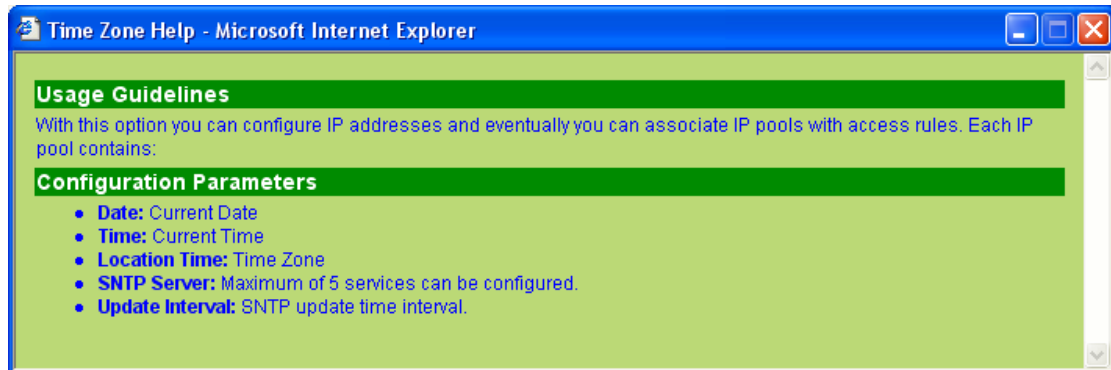 Time Zone Help - Microsoft Internet Explorer
Usage Guidelines
With this option you can configure IP addresses and eventually you can associate IP pools with access rules. Each IP
pool contains:
Configuration Parameters
• Date: Current Date
• Time: Current Time
• Location Time: Time Zone
• SNTP Server: Maximum of 5 services can be configured.
• Update Interval: SNTP update time interval.